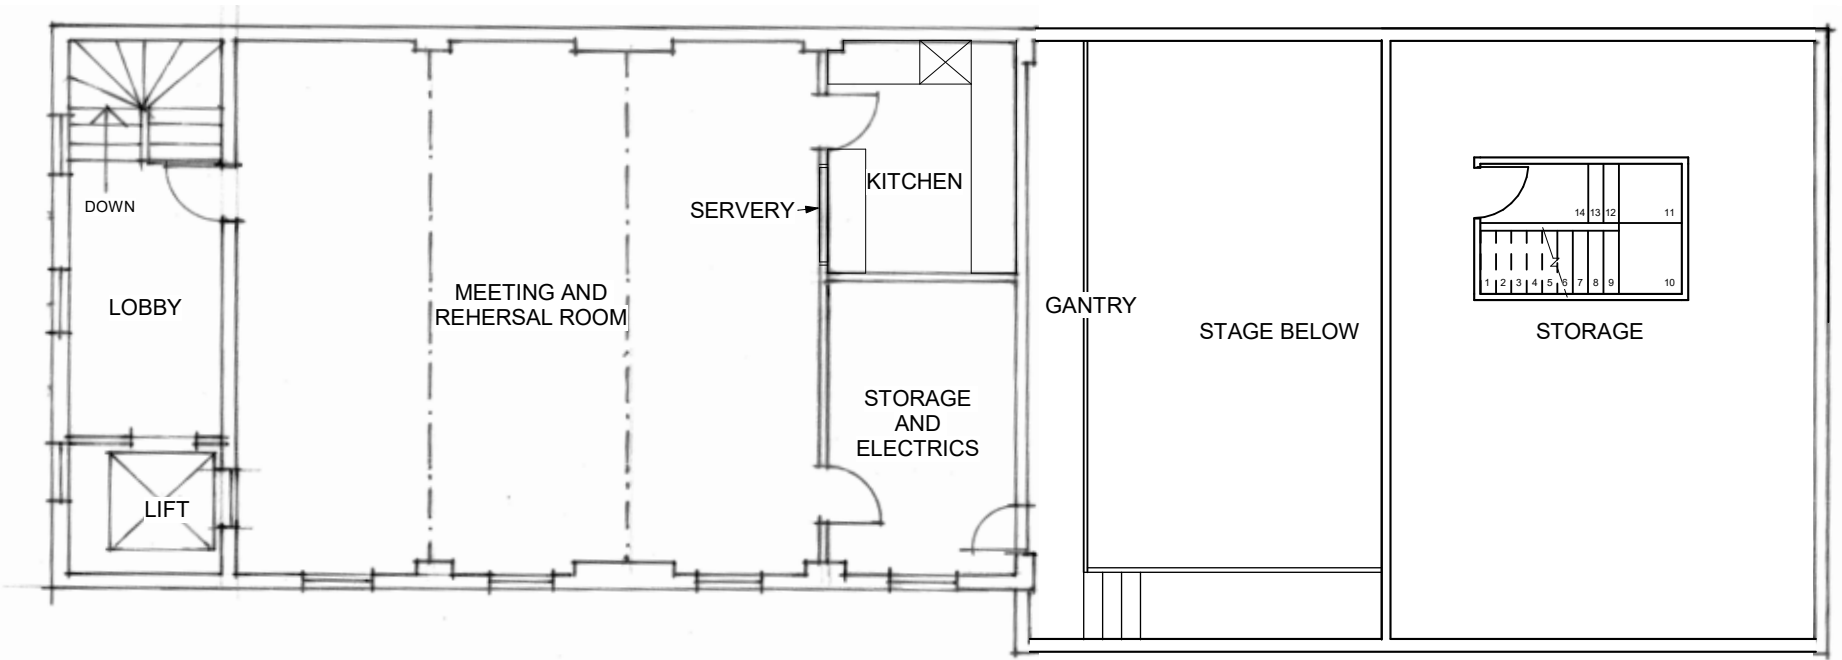 DOWN
LOBBY
LIFT
MEETING AND
REHERSAL ROOM
SERVERY
KITCHEN
STORAGE
AND
ELECTRICS
GANTRY
STAGE BELOW
14 13 12 11
1 2 3 4 5 6 7 8 9 10
STORAGE